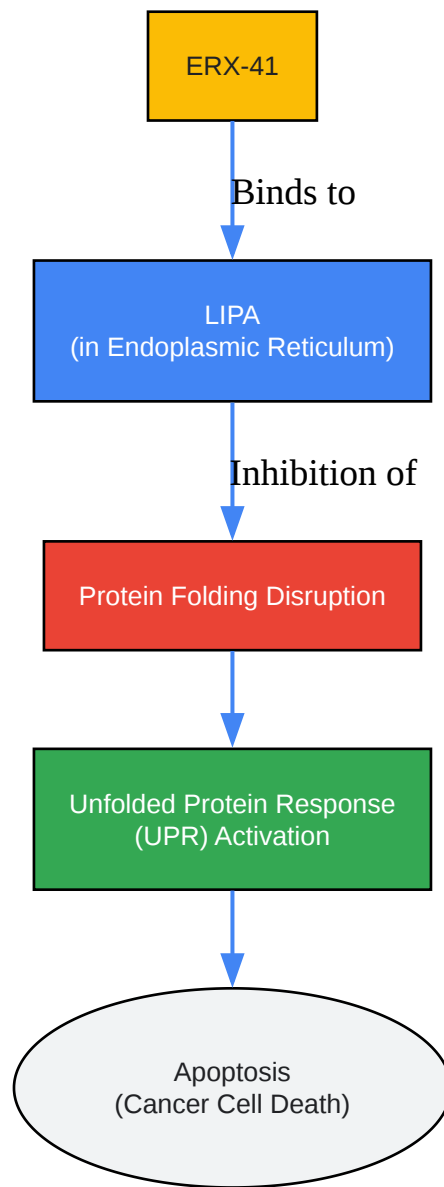 ERX-41
Binds to
LIPA
(in Endoplasmic Reticulum)
Inhibition of
Protein Folding Disruption
Unfolded Protein Response
(UPR) Activation
Apoptosis
(Cancer Cell Death)